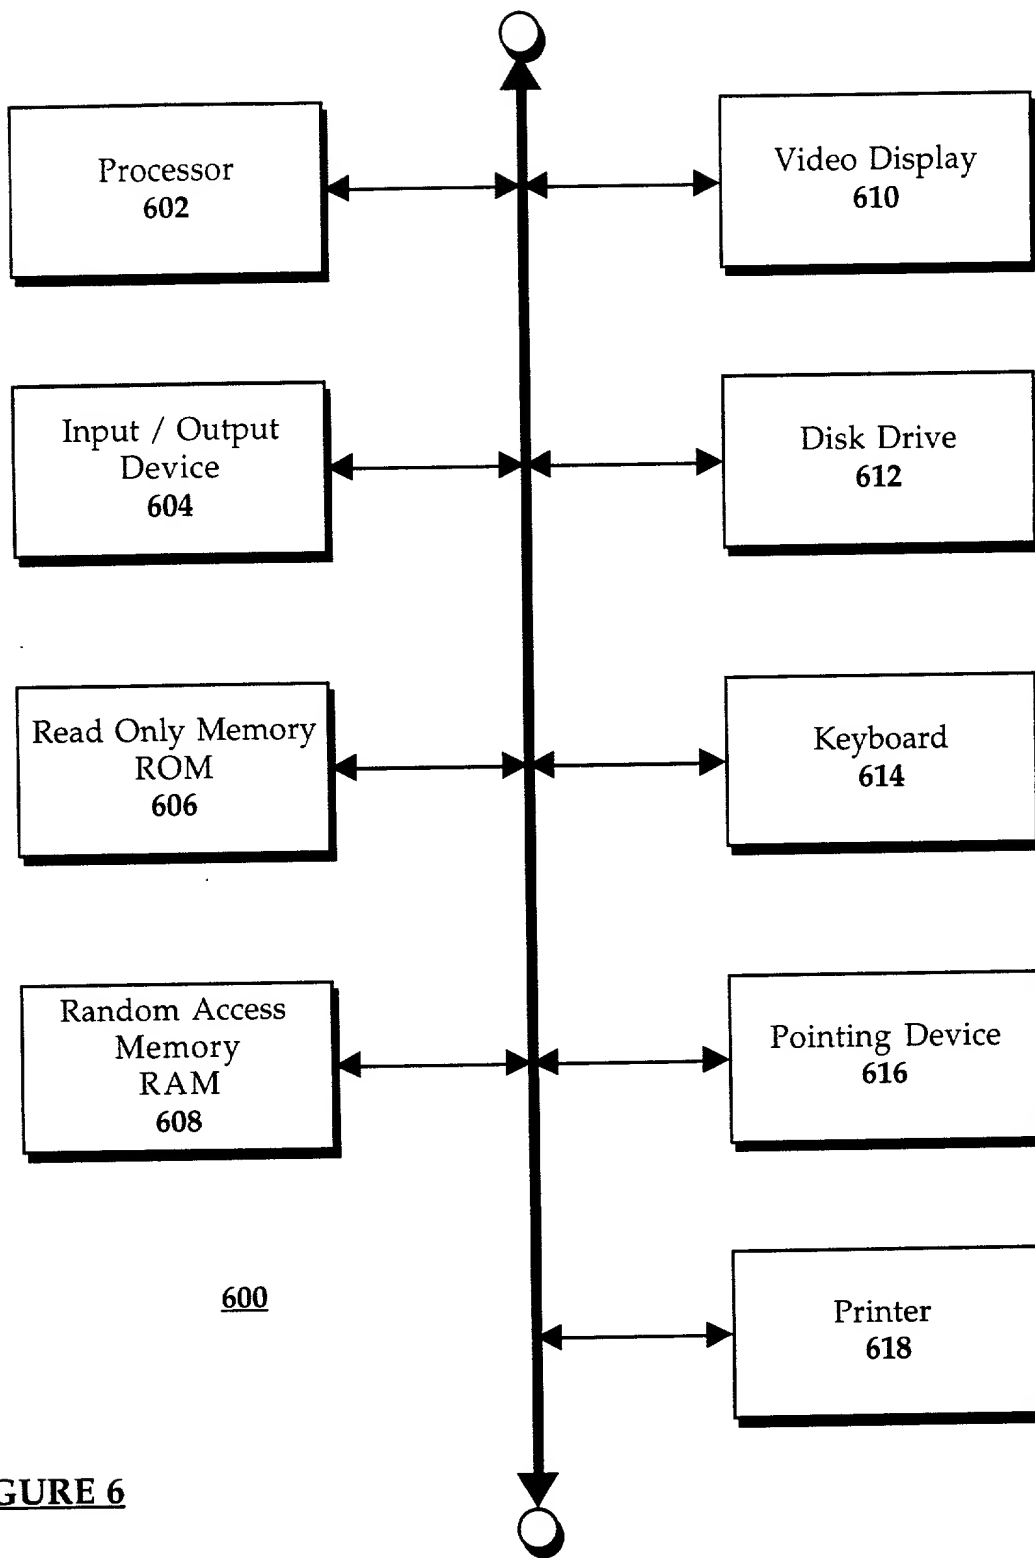 Processor
602
Video Display
610
Input / Output
Device
604
Disk Drive
612
Read Only Memory
ROM
606
Keyboard
614
Random Access
Memory
RAM
608
Pointing Device
616
600
Printer
618
GURE 6